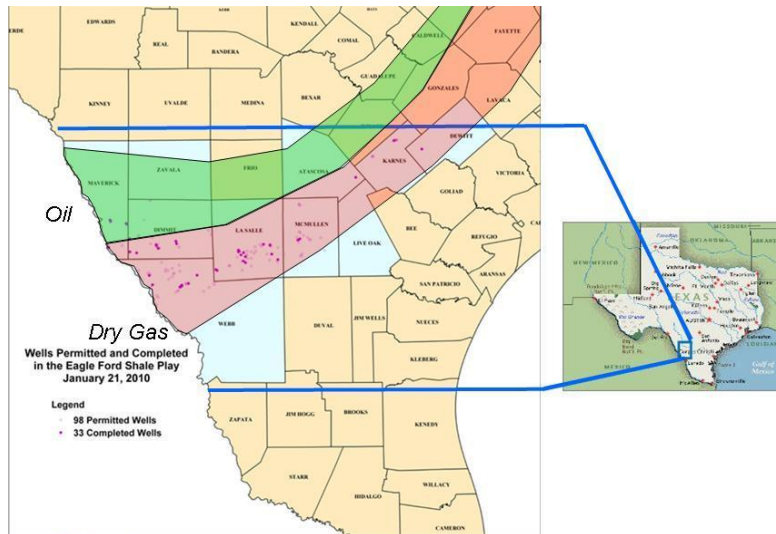 EDWARDS
KENDALL
REAL
BANDERA
COMAL
CALDWELL
FAYETTE
GUADALUPE
GONZALES
KINNEY
UVALDE
MEDINA
BEXAR
LAVACA
DEWITT
MAVERICK
ZAVALA
FRIO
ATASCOSA
KARNES
VICTORIA
GOLIAD
Oil
DIMMIT
LA SALLE
MCMULLEN
LIVE OAK
BEE
REFUGIO
ARANSAS
SAN PATRICIO
Dry Gas
WEBB
DUVAL
JIM WELLS
NUECES
KLEBERG
Wells Permitted and Completed
in the Eagle Ford Shale Play
January 21, 2010
Legend
98 Permitted Wells
33 Completed Wells
ZAPATA
JIM HOGG
BROOKS
KENEDY
STARR
HIDALGO
WILLACY
CAMERON
NEW MEXICO
OKLAHOMA
TEXAS
AUSTIN
MEXICO
Gulf of
Mexico